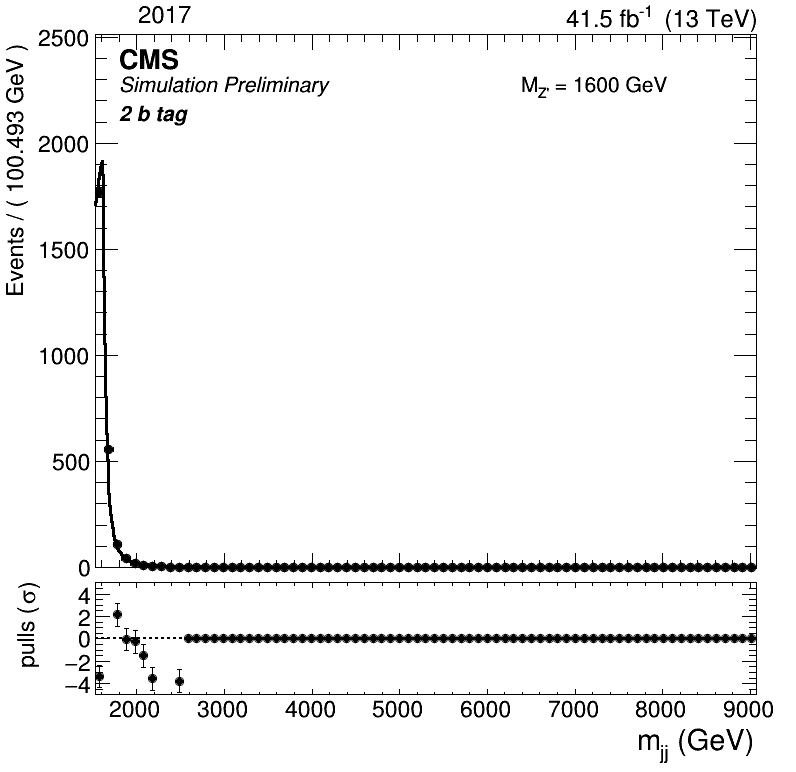 2017 41.5 fb⁻¹ (13 TeV)
CMS
Simulation Preliminary
M_Z' = 1600 GeV
2 b tag
Events / ( 100.493 GeV )
2500
2000
1500
1000
500
0
pulls (σ)
4
2
0
−2
−4
2000 3000 4000 5000 6000 7000 8000 9000
m_jj (GeV)